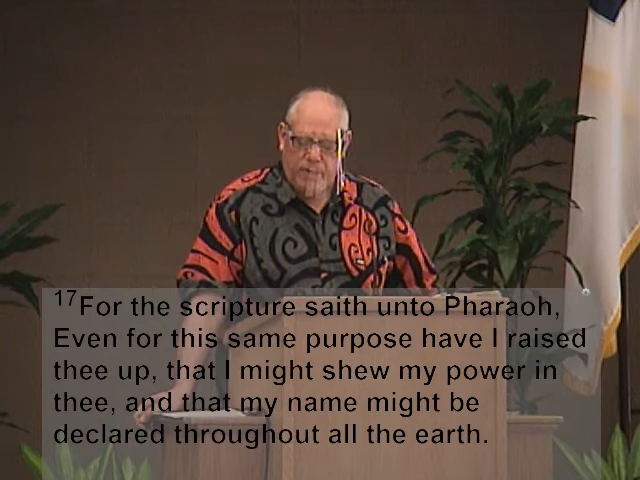 17For the scripture saith unto Pharaoh,
Even for this same purpose have I raised
thee up, that I might shew my power in
thee, and that my name might be
declared throughout all the earth.